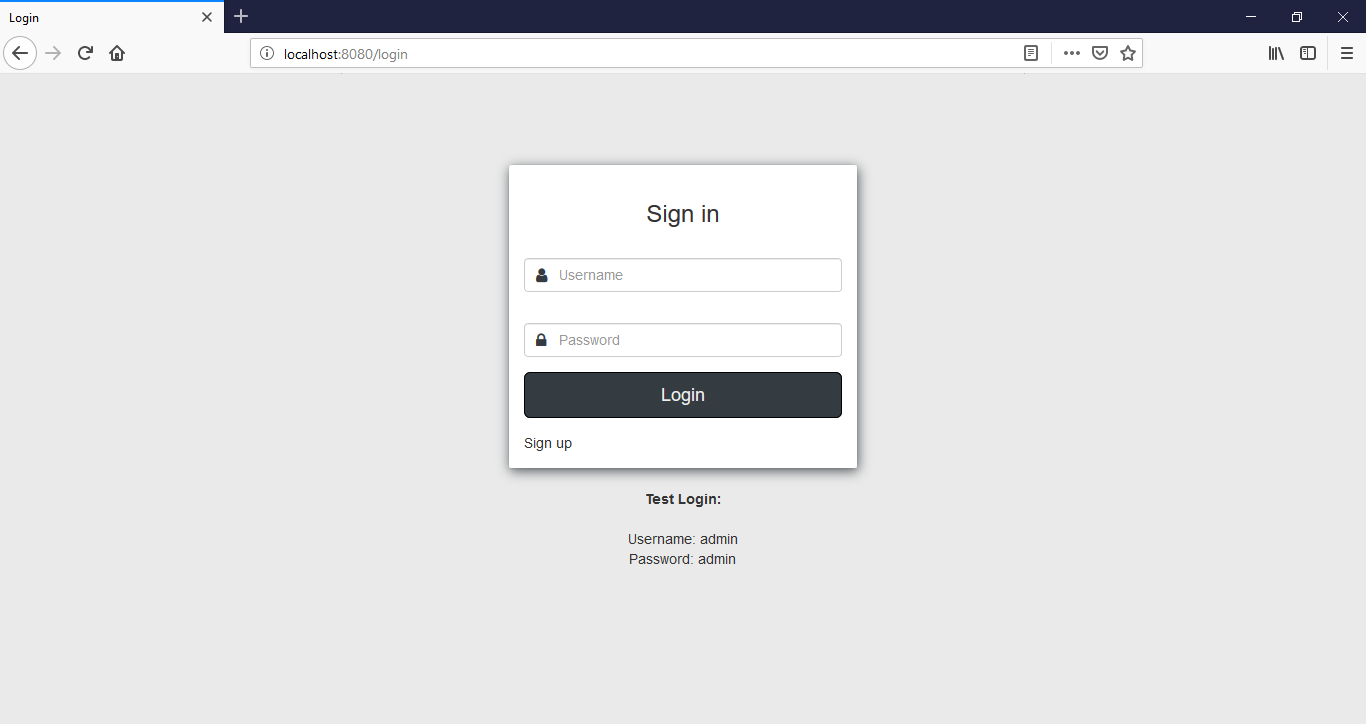 Login
localhost:8080/login
Sign in
Username
Password
Login
Sign up
Test Login:
Username: admin
Password: admin